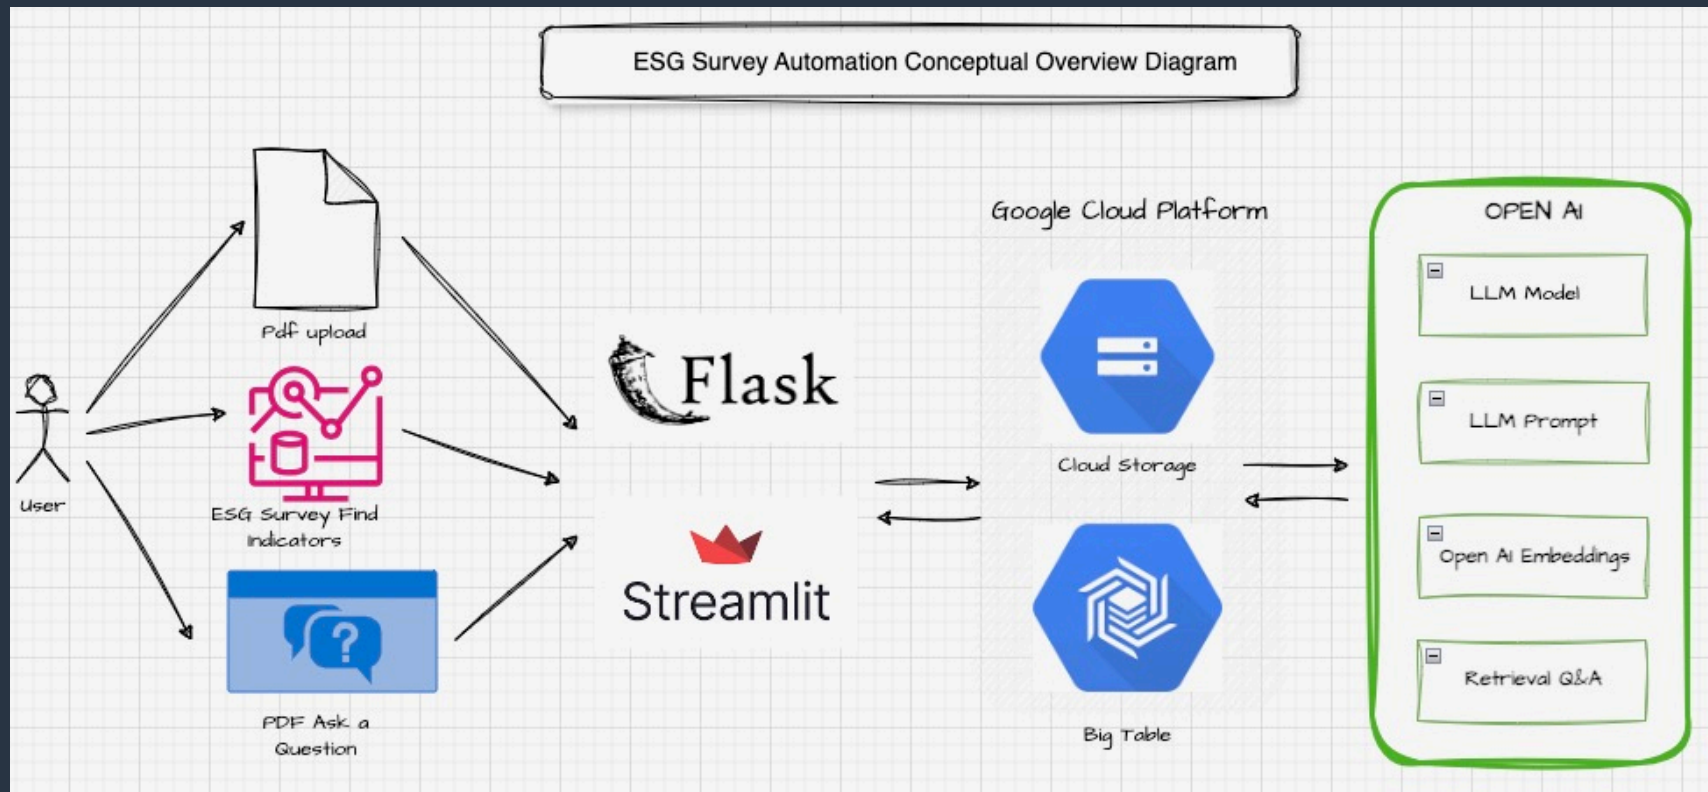 ESG Survey Automation Conceptual Overview Diagram
Pdf upload
User
ESG Survey Find
Indicators
PDF Ask a
Question
Flask
Streamlit
Google Cloud Platform
Cloud Storage
Big Table
OPEN AI
LLM Model
LLM Prompt
Open AI Embeddings
Retrieval Q&A